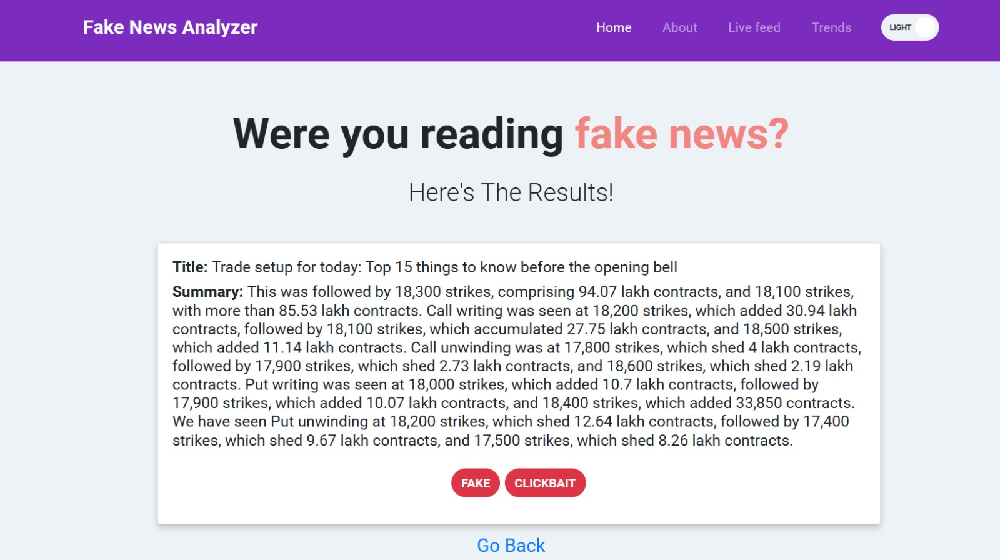 Fake News Analyzer
Home
About
Live feed
Trends
LIGHT
Were you reading fake news?
Here's The Results!
Title: Trade setup for today: Top 15 things to know before the opening bell
Summary: This was followed by 18,300 strikes, comprising 94.07 lakh contracts, and 18,100 strikes,
with more than 85.53 lakh contracts. Call writing was seen at 18,200 strikes, which added 30.94 lakh
contracts, followed by 18,100 strikes, which accumulated 27.75 lakh contracts, and 18,500 strikes,
which added 11.14 lakh contracts. Call unwinding was at 17,800 strikes, which shed 4 lakh contracts,
followed by 17,900 strikes, which shed 2.73 lakh contracts, and 18,600 strikes, which shed 2.19 lakh
contracts. Put writing was seen at 18,000 strikes, which added 10.7 lakh contracts, followed by
17,900 strikes, which added 10.07 lakh contracts, and 18,400 strikes, which added 33,850 contracts.
We have seen Put unwinding at 18,200 strikes, which shed 12.64 lakh contracts, followed by 17,400
strikes, which shed 9.67 lakh contracts, and 17,500 strikes, which shed 8.26 lakh contracts.
FAKE
CLICKBAIT
Go Back